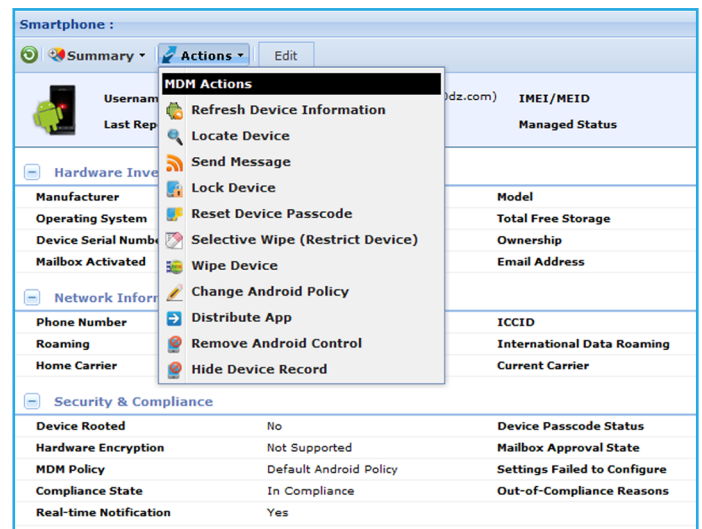 Smartphone :
Summary Actions Edit
MDM Actions
Refresh Device Information
Locate Device
Send Message
Lock Device
Reset Device Passcode
Selective Wipe (Restrict Device)
Wipe Device
Change Android Policy
Distribute App
Remove Android Control
Hide Device Record
dz.com) IMEI/MEID
Last Managed Status
Hardware
Manufacturer Model
Operating System Total Free Storage
Device Serial Ownership
Mailbox Activated Email Address
Network
Phone Number ICCID
Roaming International Data Roaming
Home Carrier Current Carrier
Security & Compliance
Device Rooted No Device Passcode Status
Hardware Encryption Not Supported Mailbox Approval State
MDM Policy Default Android Policy Settings Failed to Configure
Compliance State In Compliance Out-of-Compliance Reasons
Real-time Notification Yes